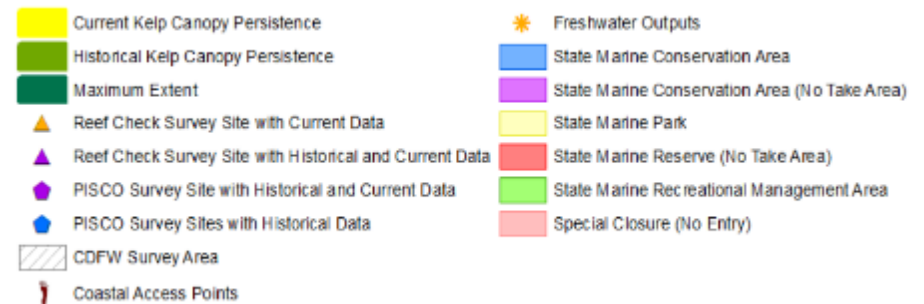 Current Kelp Canopy Persistence
Historical Kelp Canopy Persistence
Maximum Extent
Reef Check Survey Site with Current Data
Reef Check Survey Site with Historical and Current Data
PISCO Survey Site with Historical and Current Data
PISCO Survey Sites with Historical Data
CDFW Survey Area
Coastal Access Points
Freshwater Outputs
State Marine Conservation Area
State Marine Conservation Area (No Take Area)
State Marine Park
State Marine Reserve (No Take Area)
State Marine Recreational Management Area
Special Closure (No Entry)